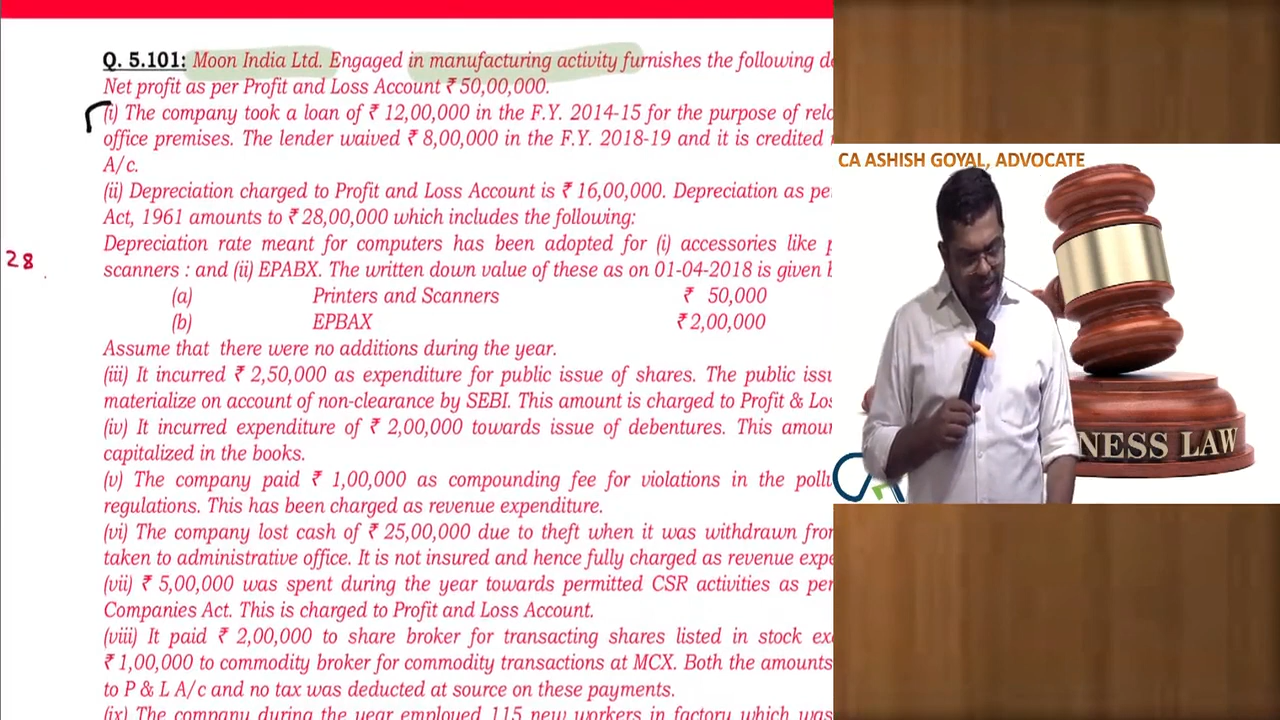 Q. 5.101: Moon India Ltd. Engaged in manufacturing activity furnishes the following
Net profit as per Profit and Loss Account ₹ 50,00,000.
(i) The company took a loan of ₹ 12,00,000 in the F.Y. 2014-15 for the purpose of
office premises. The lender waived ₹ 8,00,000 in the F.Y. 2018-19 and it is credited
A/c.
(ii) Depreciation charged to Profit and Loss Account is ₹ 16,00,000. Depreciation as
Act, 1961 amounts to ₹ 28,00,000 which includes the following:
Depreciation rate meant for computers has been adopted for (i) accessories like
28
scanners : and (ii) EPABX. The written down value of these as on 01-04-2018 is given
(a) Printers and Scanners ₹ 50,000
(b) EPBAX ₹ 2,00,000
Assume that there were no additions during the year.
(iii) It incurred ₹ 2,50,000 as expenditure for public issue of shares. The public
materialize on account of non-clearance by SEBI. This amount is charged to Profit &
(iv) It incurred expenditure of ₹ 2,00,000 towards issue of debentures. This
capitalized in the books.
(v) The company paid ₹ 1,00,000 as compounding fee for violations in the
regulations. This has been charged as revenue expenditure.
(vi) The company lost cash of ₹ 25,00,000 due to theft when it was withdrawn
taken to administrative office. It is not insured and hence fully charged as revenue
(vii) ₹ 5,00,000 was spent during the year towards permitted CSR activities as
Companies Act. This is charged to Profit and Loss Account.
(viii) It paid ₹ 2,00,000 to share broker for transacting shares listed in stock
₹ 1,00,000 to commodity broker for commodity transactions at MCX. Both the amounts
to P & L A/c and no tax was deducted at source on these payments.
(ix) The company during the year employed 115 new workers in factory which was
CA ASHISH GOYAL, ADVOCATE
NESS LAW